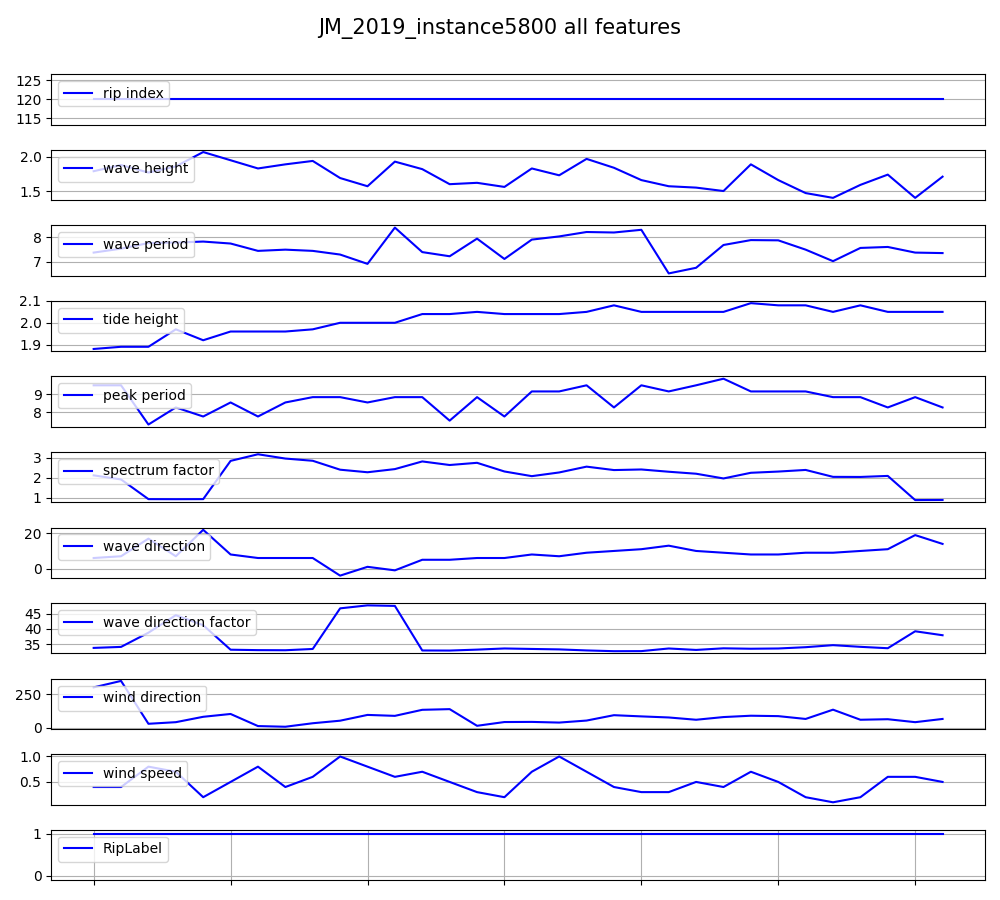 JM_2019_instance5800 all features
125
120
115
rip index
2.0
1.5
wave height
8
7
wave period
2.1
2.0
1.9
tide height
9
8
peak period
3
2
1
spectrum factor
20
0
wave direction
45
40
35
wave direction factor
250
0
wind direction
1.0
0.5
wind speed
1
0
RipLabel